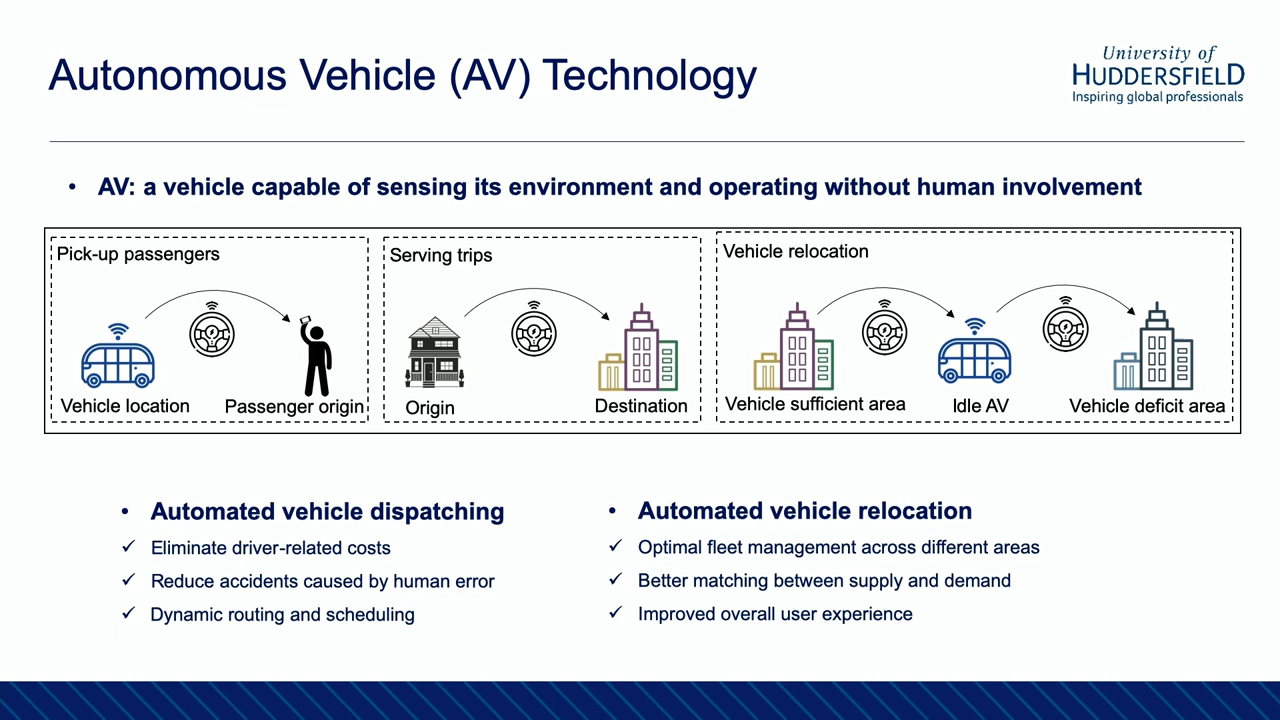 Autonomous Vehicle (AV) Technology
University of
HUDDERSFIELD
Inspiring global professionals
• AV: a vehicle capable of sensing its environment and operating without human involvement
Pick-up passengers
Vehicle location
Passenger origin
Serving trips
Origin
Destination
Vehicle relocation
Vehicle sufficient area
Idle AV
Vehicle deficit area
• Automated vehicle dispatching
✓ Eliminate driver-related costs
✓ Reduce accidents caused by human error
✓ Dynamic routing and scheduling
• Automated vehicle relocation
✓ Optimal fleet management across different areas
✓ Better matching between supply and demand
✓ Improved overall user experience